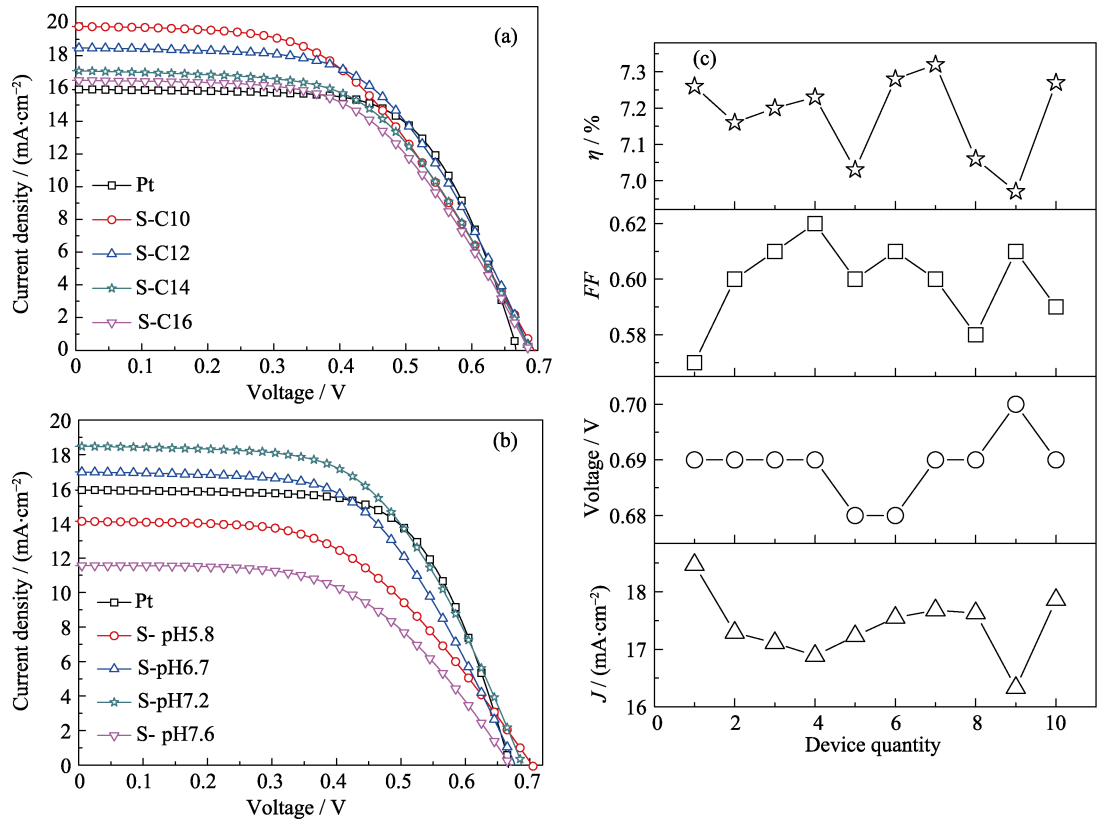 (a)
20
18
16
14
12
10
8
6
4
2
0
Current density / (mA·cm⁻²)
Pt
S-C10
S-C12
S-C14
S-C16
0 0.1 0.2 0.3 0.4 0.5 0.6 0.7
Voltage / V
(b)
20
18
16
14
12
10
8
6
4
2
0
Current density / (mA·cm⁻²)
Pt
S- pH5.8
S-pH6.7
S-pH7.2
S- pH7.6
0 0.1 0.2 0.3 0.4 0.5 0.6 0.7
Voltage / V
(c)
7.3
7.2
7.1
7.0
η / %
0.62
0.60
0.58
FF
0.70
0.69
0.68
Voltage / V
18
17
16
J / (mA·cm⁻²)
0 2 4 6 8 10
Device quantity